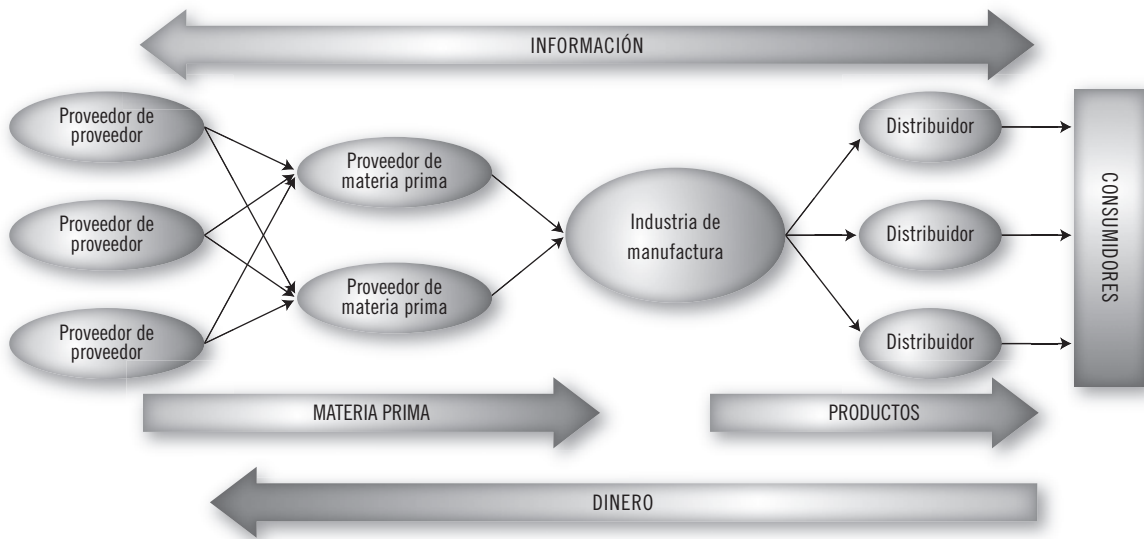 INFORMACIÓN
Proveedor de
proveedor
Proveedor de
proveedor
Proveedor de
proveedor
Proveedor de
materia prima
Proveedor de
materia prima
Industria de
manufactura
Distribuidor
Distribuidor
Distribuidor
CONSUMIDORES
MATERIA PRIMA
PRODUCTOS
DINERO